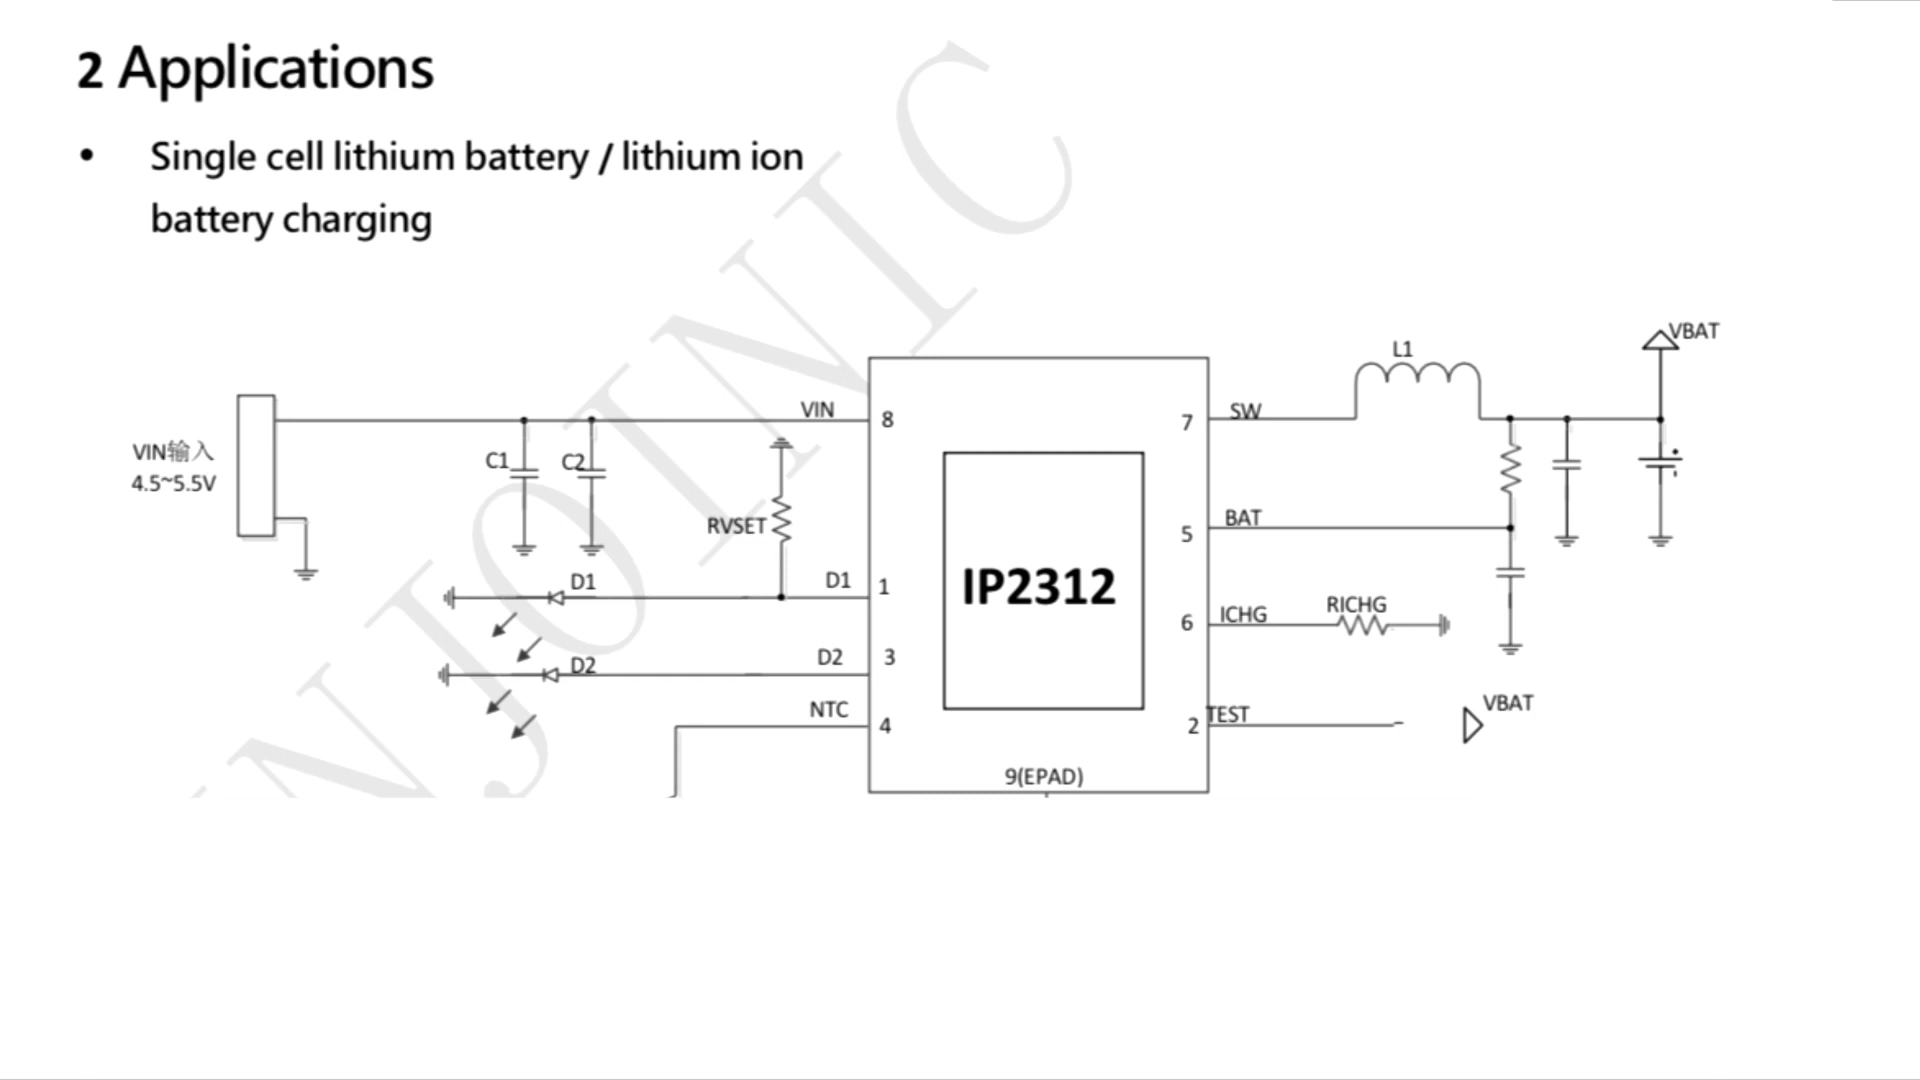 2 Applications
• Single cell lithium battery / lithium ion
battery charging
VBAT
L1
VIN
8
7
SW
VIN输入
4.5~5.5V
C1
C2
RVSET
BAT
5
D1
D1
1
IP2312
6
ICHG
RICHG
D2
D2
3
NTC
4
2
TEST
VBAT
9(EPAD)
NJOINIC